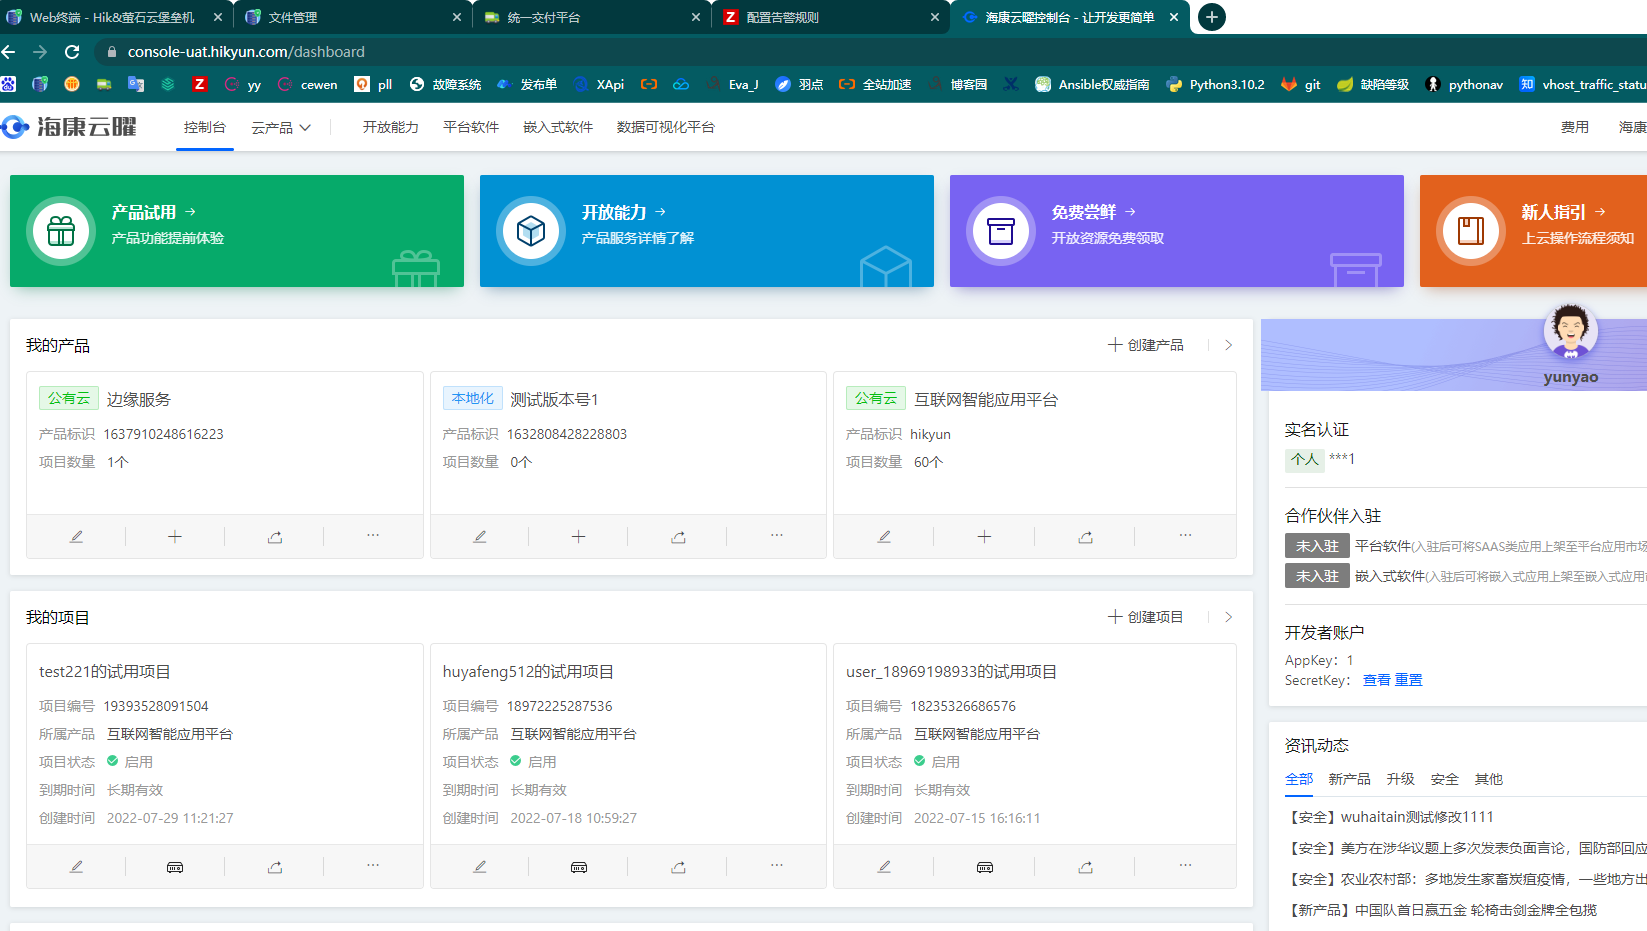 Web终端 - Hik&萤石云堡垒机
文件管理
统一交付平台
配置告警规则
海康云曜控制台 - 让开发更简单
console-uat.hikyun.com/dashboard
yy
cewen
pll
故障系统
发布单
XApi
Eva_J
羽点
全站加速
博客园
Ansible权威指南
Python3.10.2
git
缺陷等级
pythonav
知 vhost_traffic_statu
海康云曜
控制台
云产品
开放能力
平台软件
嵌入式软件
数据可视化平台
费用
海康
产品试用 →
产品功能提前体验
开放能力 →
产品服务详情了解
免费尝鲜 →
开放资源免费领取
新人指引 →
上云操作流程须知
我的产品
+ 创建产品
公有云 边缘服务
产品标识 1637910248616223
项目数量 1个
本地化 测试版本号1
产品标识 1632808428228803
项目数量 0个
公有云 互联网智能应用平台
产品标识 hikyun
项目数量 60个
我的项目
+ 创建项目
test221的试用项目
项目编号 19393528091504
所属产品 互联网智能应用平台
项目状态 启用
到期时间 长期有效
创建时间 2022-07-29 11:21:27
huyafeng512的试用项目
项目编号 18972225287536
所属产品 互联网智能应用平台
项目状态 启用
到期时间 长期有效
创建时间 2022-07-18 10:59:27
user_18969198933的试用项目
项目编号 18235326686576
所属产品 互联网智能应用平台
项目状态 启用
到期时间 长期有效
创建时间 2022-07-15 16:16:11
yunyao
实名认证
个人 ***1
合作伙伴入驻
未入驻 平台软件(入驻后可将SAAS类应用上架至平台应用市场
未入驻 嵌入式软件(入驻后可将嵌入式应用上架至嵌入式应用
开发者账户
AppKey： 1
SecretKey： 查看 重置
资讯动态
全部 新产品 升级 安全 其他
【安全】wuhaitain测试修改1111
【安全】美方在涉华议题上多次发表负面言论，国防部回应
【安全】农业农村部：多地发生家畜炭疽疫情，一些地方出
【新产品】中国队首日赢五金 轮椅击剑金牌全包揽